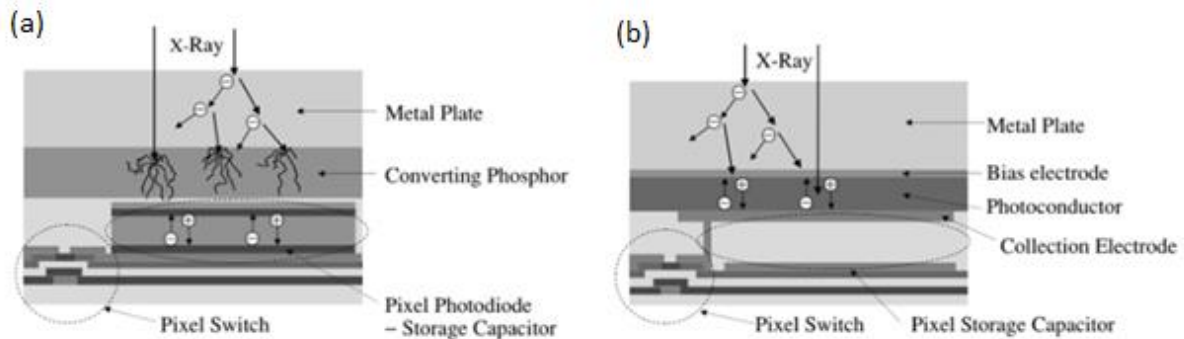 (a)
X-Ray
Metal Plate
Converting Phosphor
Pixel Photodiode
– Storage Capacitor
Pixel Switch
(b)
X-Ray
Metal Plate
Bias electrode
Photoconductor
Collection Electrode
Pixel Switch
Pixel Storage Capacitor